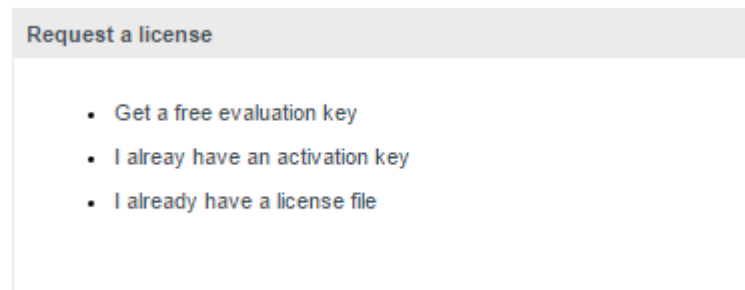 Request a license
Get a free evaluation key
I alreay have an activation key
I already have a license file